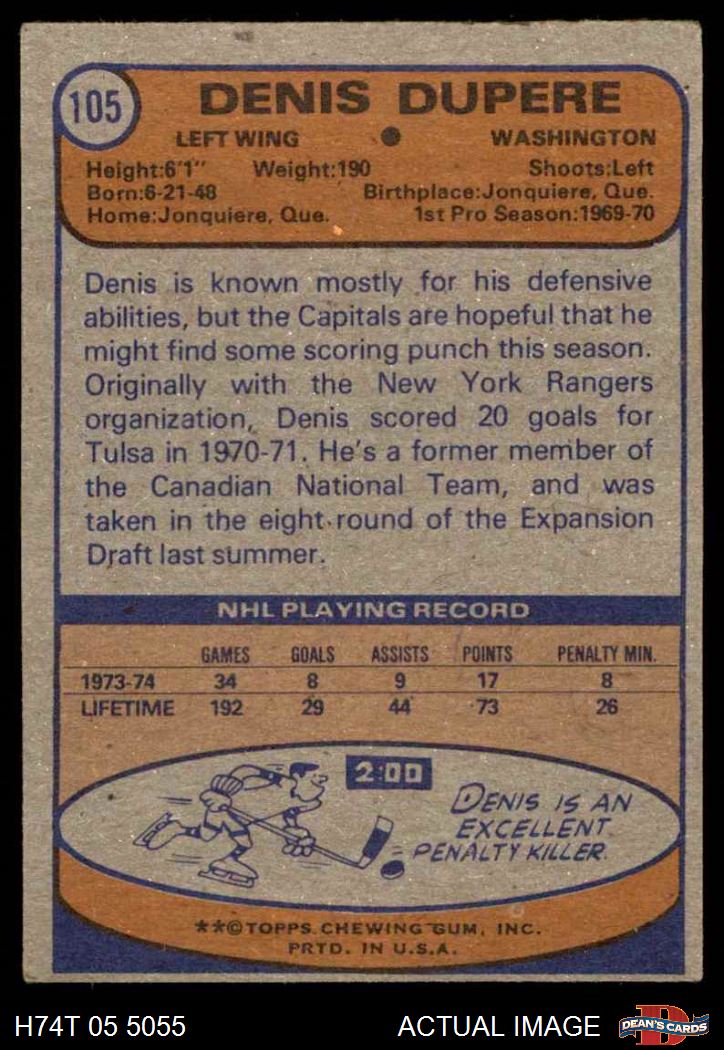 105
DENIS DUPERE
LEFT WING ● WASHINGTON
Height:6'1" Weight:190 Shoots:Left
Born:6-21-48 Birthplace:Jonquiere, Que.
Home:Jonquiere, Que. 1st Pro Season:1969-70
Denis is known mostly for his defensive
abilities, but the Capitals are hopeful that he
might find some scoring punch this season.
Originally with the New York Rangers
organization, Denis scored 20 goals for
Tulsa in 1970-71. He's a former member of
the Canadian National Team, and was
taken in the eight round of the Expansion
Draft last summer.
NHL PLAYING RECORD
GAMES GOALS ASSISTS POINTS PENALTY MIN.
1973-74 34 8 9 17 8
LIFETIME 192 29 44 73 26
2:00
DENIS IS AN
EXCELLENT
PENALTY KILLER.
**©TOPPS CHEWING GUM, INC.
PRTD. IN U.S.A.
H74T 05 5055 ACTUAL IMAGE DEAN'S CARDS